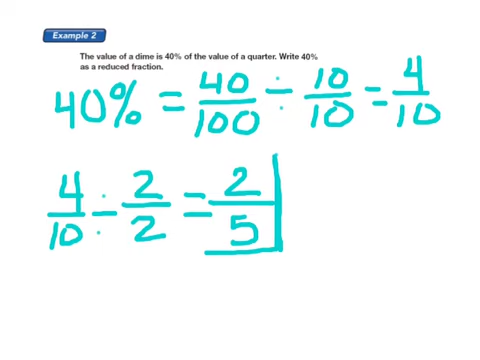 Example 2
The value of a dime is 40% of the value of a quarter. Write 40%
as a reduced fraction.
40% = 40/100 ÷ 10/10 = 4/10
4/10 ÷ 2/2 = 2/5